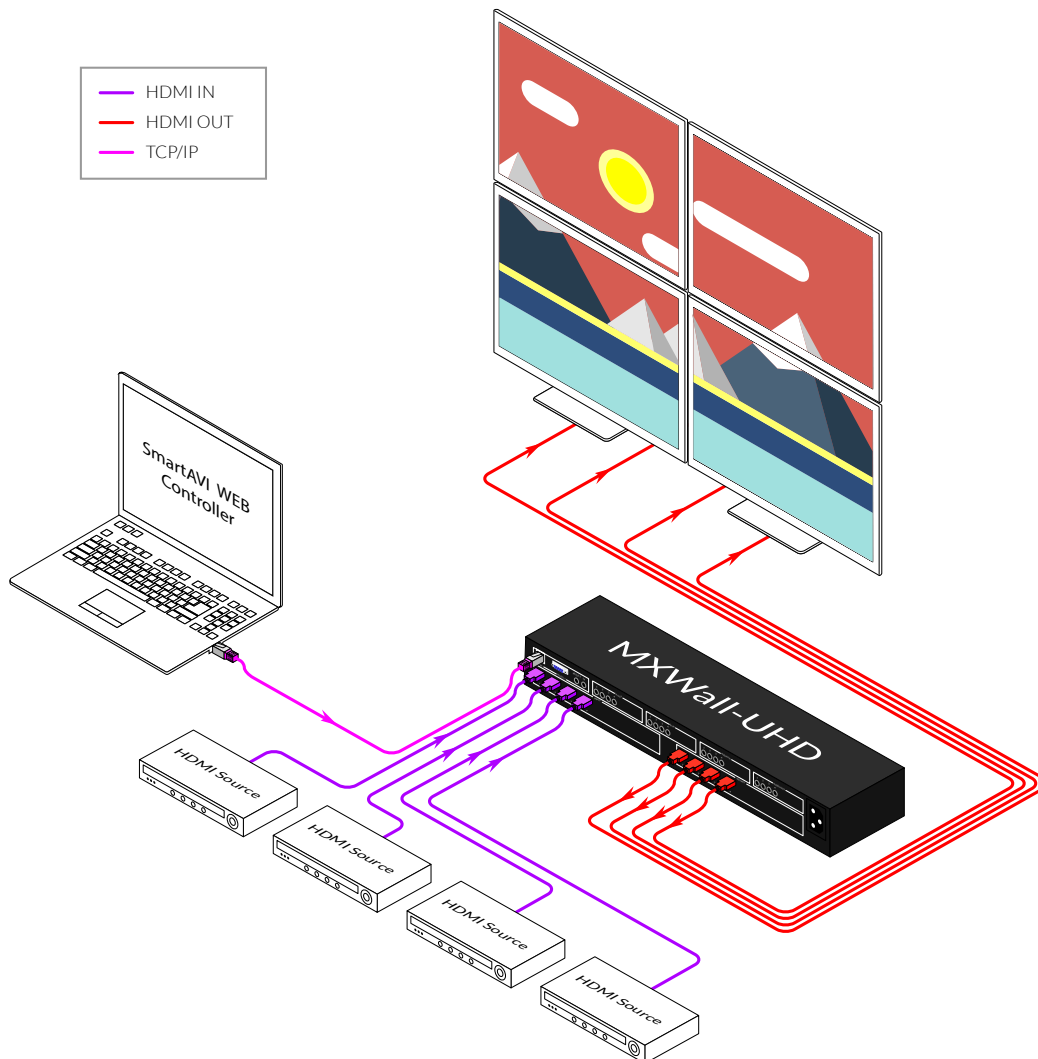 HDMI IN
HDMI OUT
TCP/IP
SmartAVI WEB
Controller
MXWall-UHD
HDMI Source
HDMI Source
HDMI Source
HDMI Source